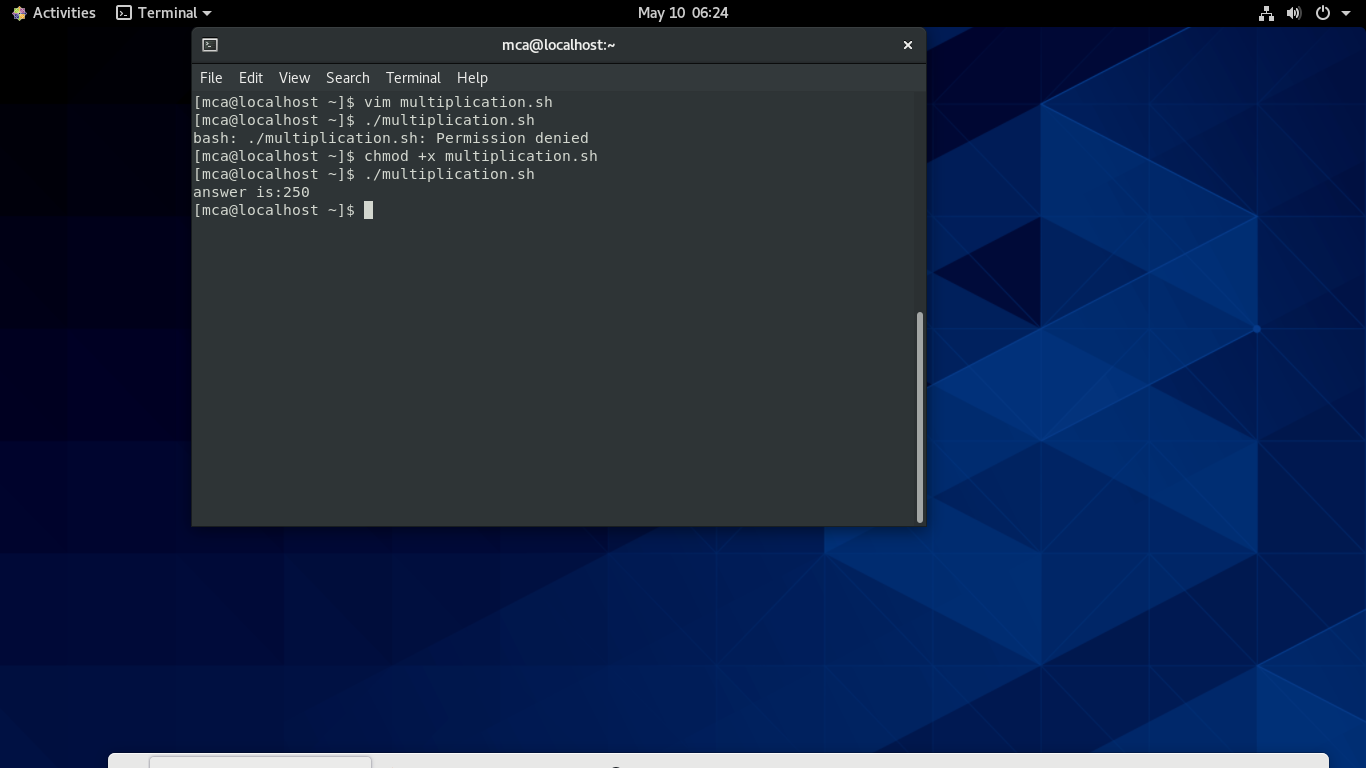 Activities Terminal May 10 06:24
mca@localhost:~
File Edit View Search Terminal Help
[mca@localhost ~]$ vim multiplication.sh
[mca@localhost ~]$ ./multiplication.sh
bash: ./multiplication.sh: Permission denied
[mca@localhost ~]$ chmod +x multiplication.sh
[mca@localhost ~]$ ./multiplication.sh
answer is:250
[mca@localhost ~]$